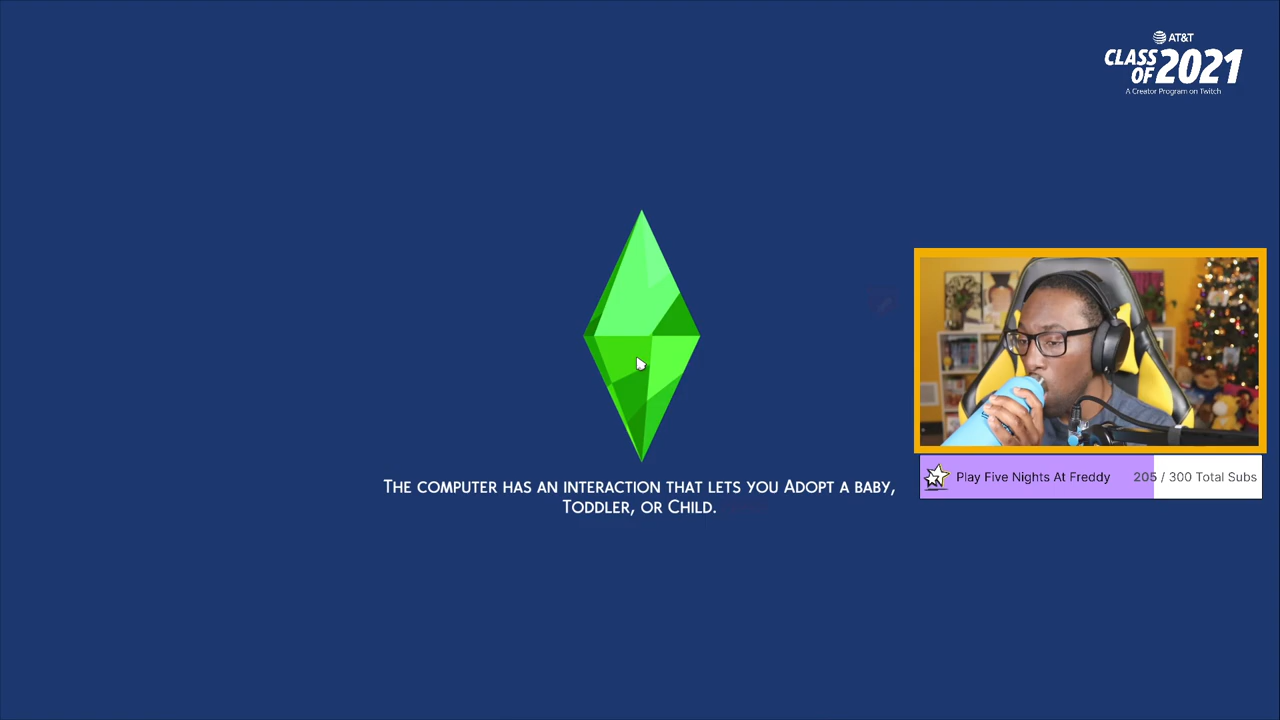 AT&T
CLASS
OF 2021
A Creator Program on Twitch
THE COMPUTER HAS AN INTERACTION THAT LETS YOU ADOPT A BABY,
TODDLER, OR CHILD.
Play Five Nights At Freddy 205 / 300 Total Subs